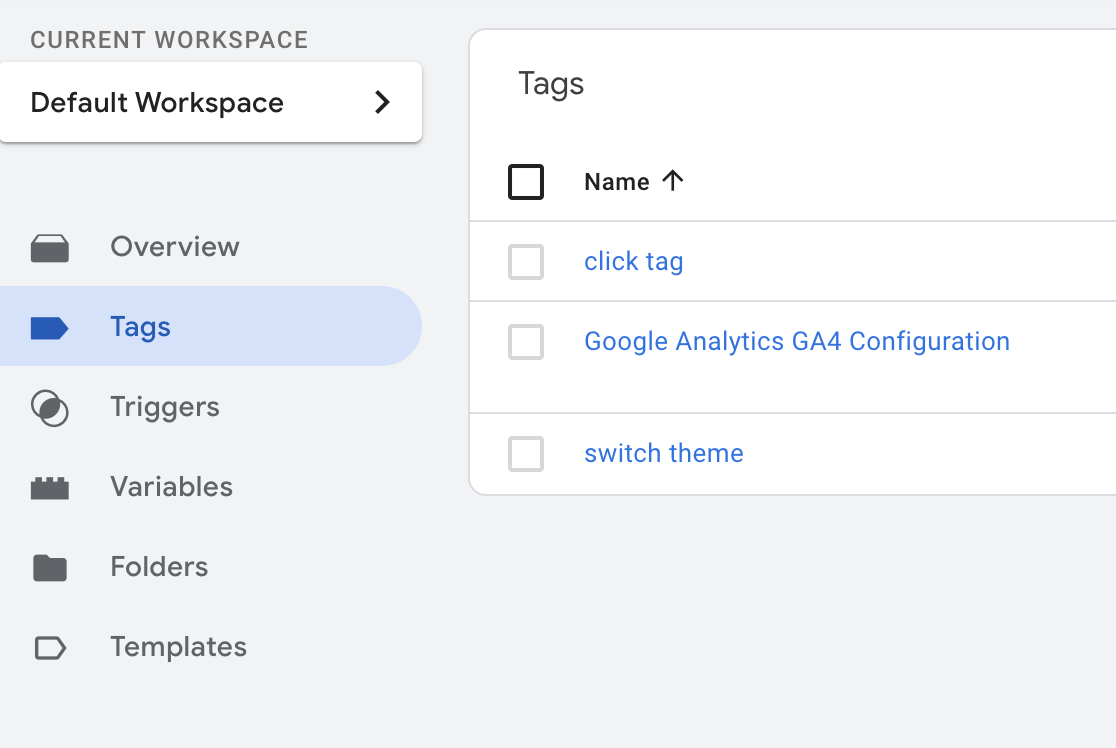 CURRENT WORKSPACE
Default Workspace
Overview
Tags
Triggers
Variables
Folders
Templates
Tags
Name
click tag
Google Analytics GA4 Configuration
switch theme